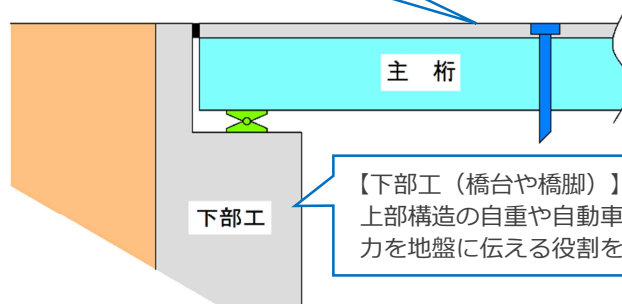 主 桁
【下部工(橋台や橋脚)】
上部構造の自重や自動車
力を地盤に伝える役割を
下部工